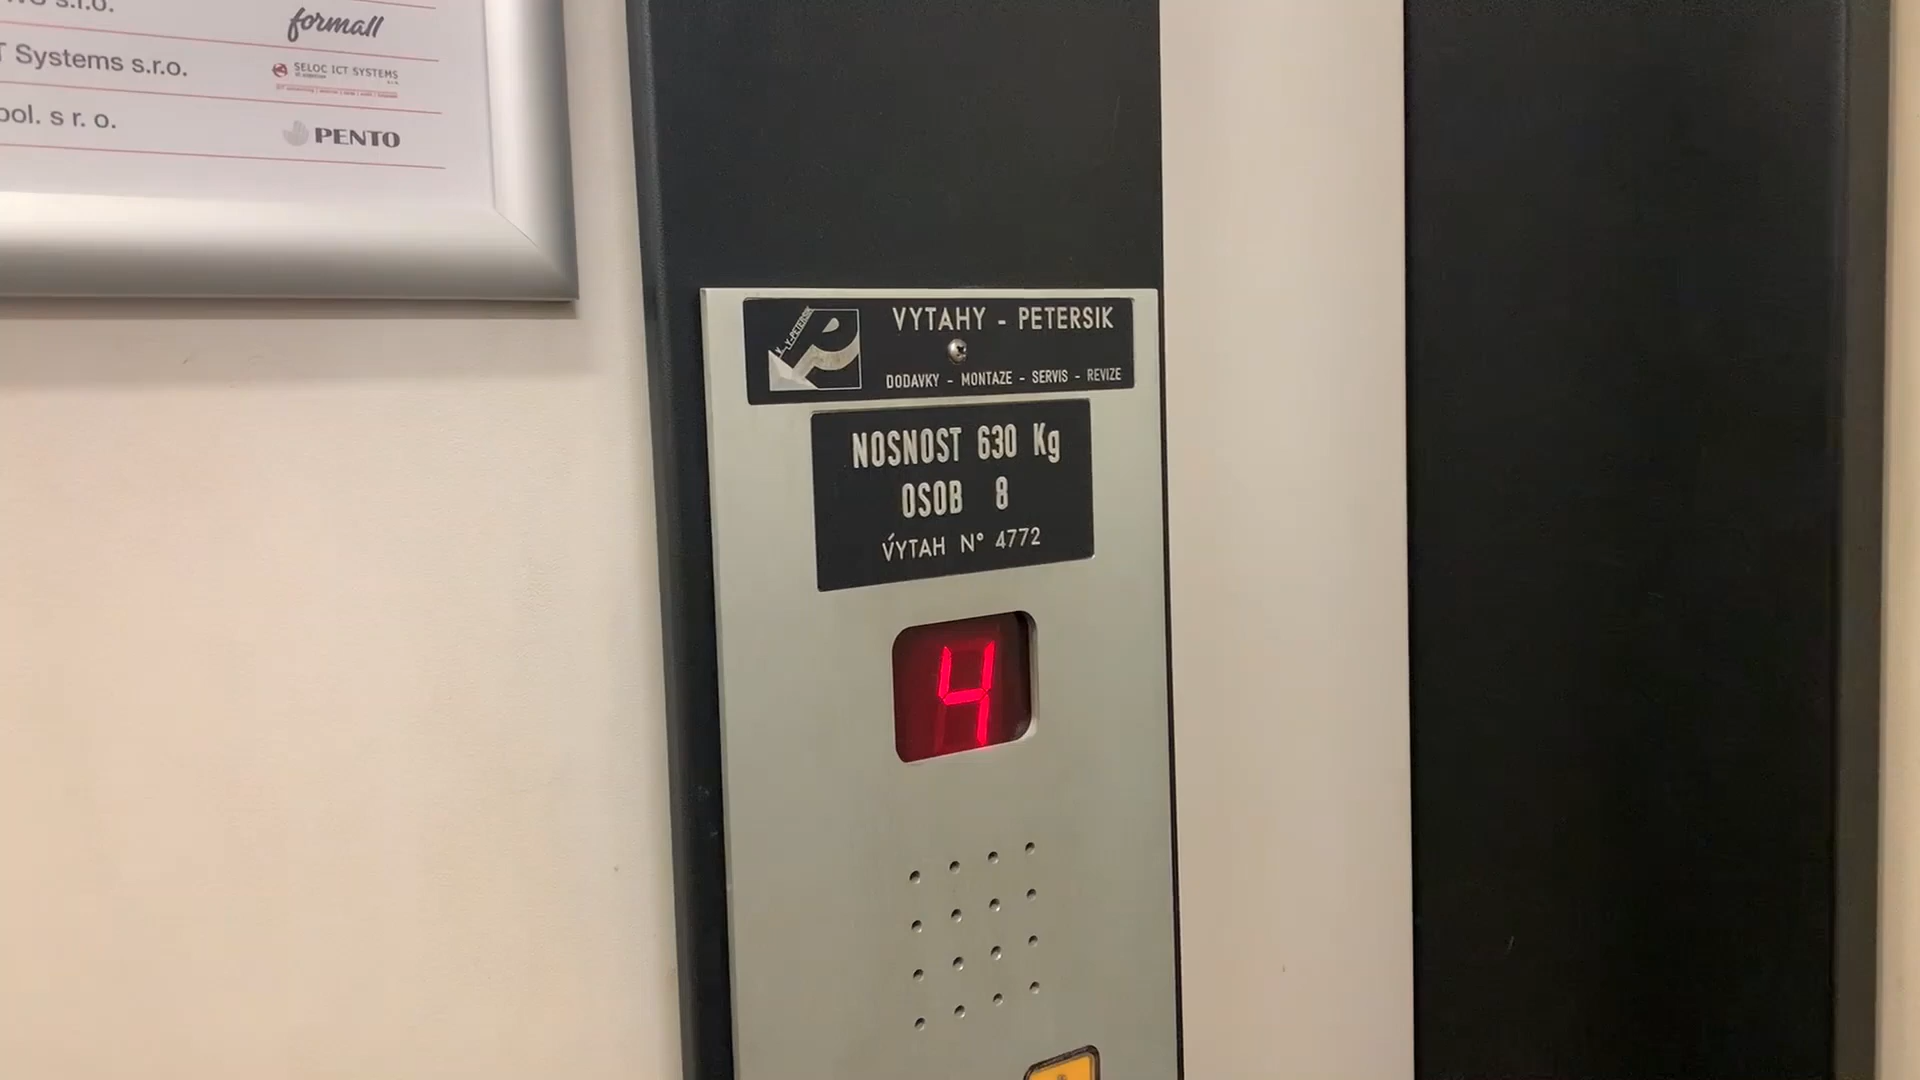 s.r.o.
formall
T Systems s.r.o.
SELOC ICT SYSTEMS
pol. s r. o.
PENTO
VYTAHY - PETERSIK
DODAVKY - MONTAZE - SERVIS - REVIZE
NOSNOST 630 Kg
OSOB 8
VÝTAH N° 4772
4